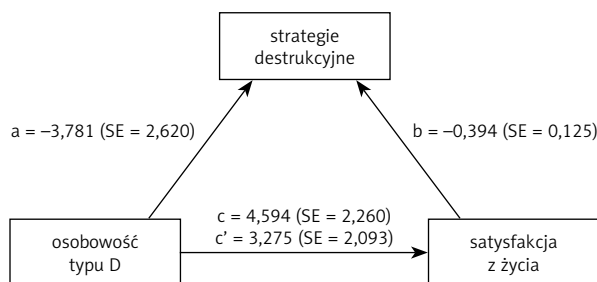 strategie
destrukcyjne
a = –3,781 (SE = 2,620)
b = –0,394 (SE = 0,125)
c = 4,594 (SE = 2,260)
c’ = 3,275 (SE = 2,093)
osobowość
typu D
satysfakcja
z życia